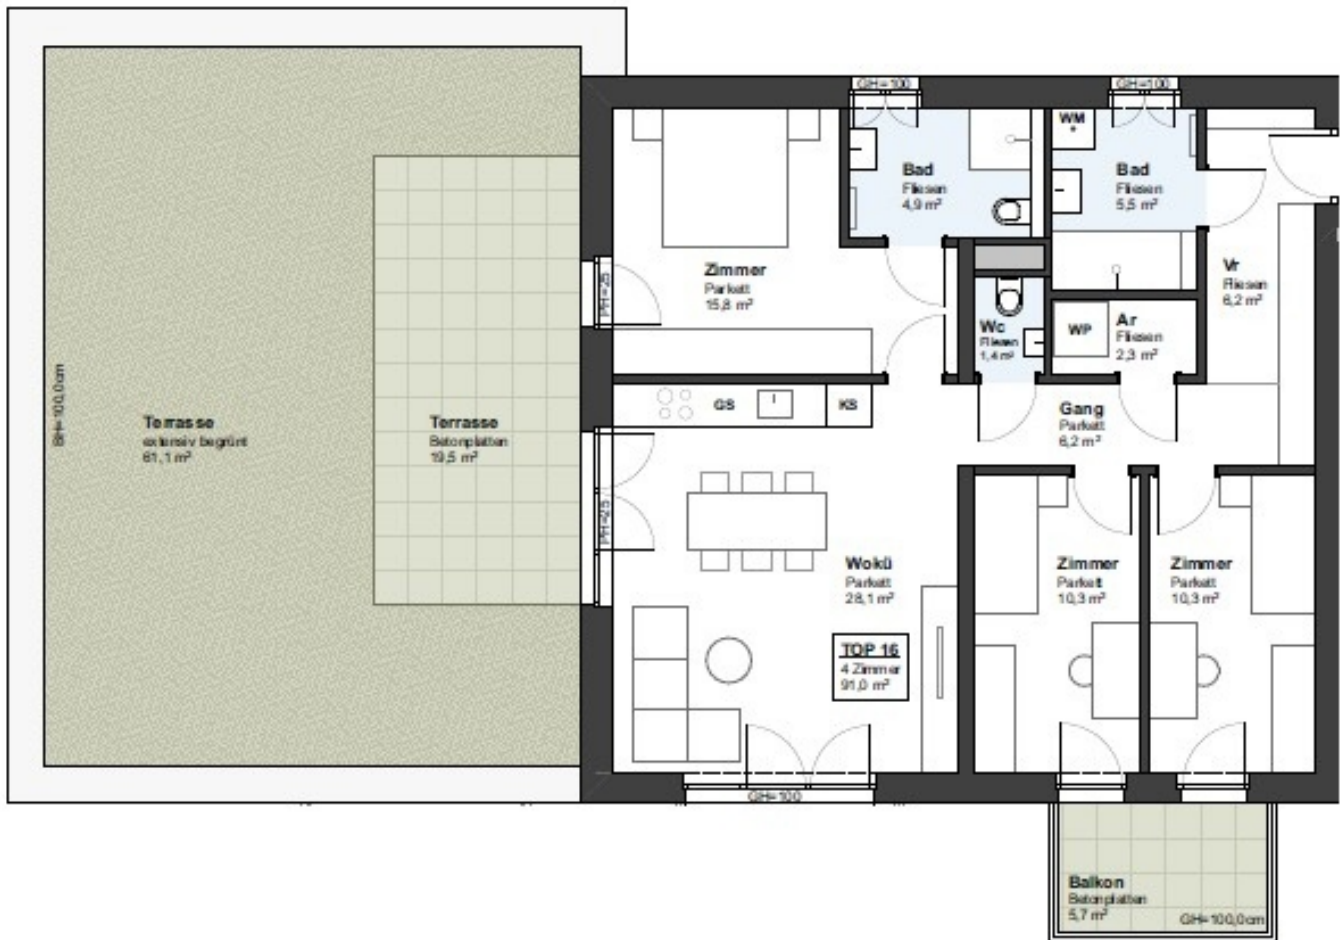 GH=100
GH=100
WM
*
Bad
Fliesen
4,9 m²
Bad
Fliesen
5,5 m²
Zimmer
Parkett
15,8 m²
Vr
Fliesen
6,2 m²
PH=25
Wc
Fliesen
1,4 m²
WP
Ar
Fliesen
2,3 m²
BH=100,0cm
Terrasse
extensiv begrünt
61,1 m²
Terrasse
Betonplatten
19,5 m²
GS
KS
Gang
Parkett
6,2 m²
PH=25
Wokü
Parkett
28,1 m²
Zimmer
Parkett
10,3 m²
Zimmer
Parkett
10,3 m²
TOP 16
4 Zimmer
91,0 m²
GH=100
Balkon
Betonplatten
5,7 m²
GH=100,0cm